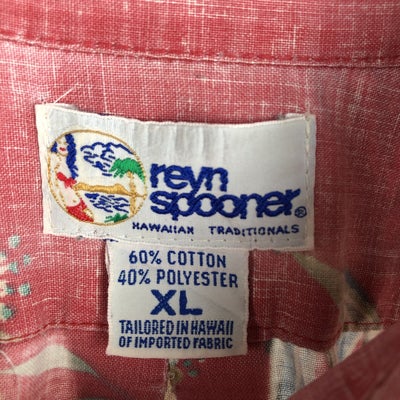 reyn
spooner®
HAWAIIAN TRADITIONALS
60% COTTON
40% POLYESTER
XL
TAILORED IN HAWAII
OF IMPORTED FABRIC